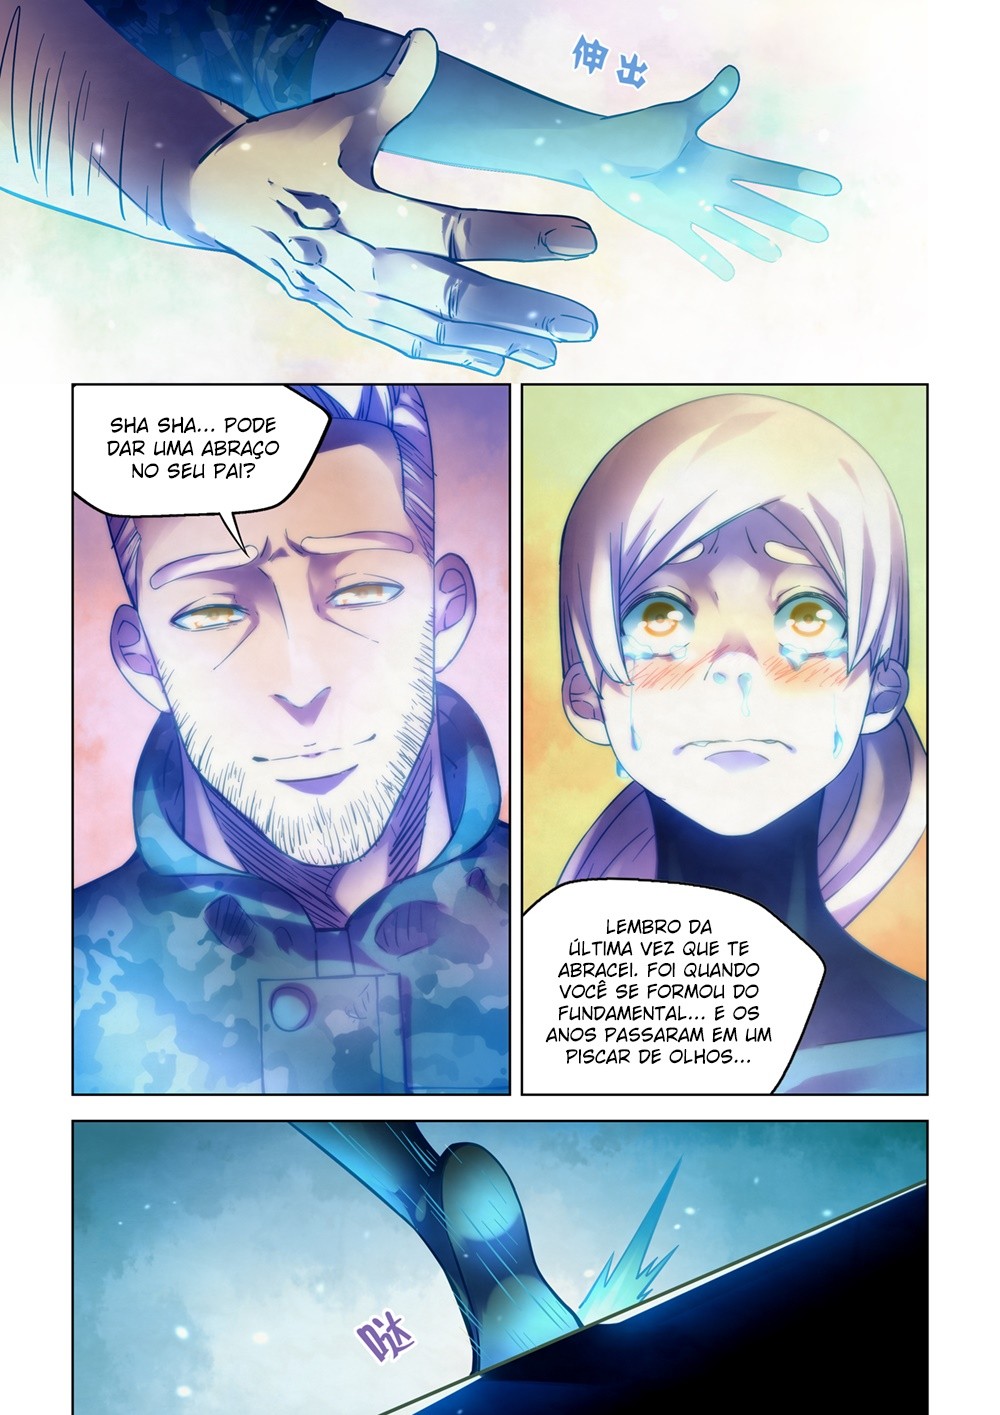 伸出
SHA SHA... PODE
DAR UMA ABRAÇO
NO SEU PAI?
LEMBRO DA
ÚLTIMA VEZ QUE TE
ABRACEI. FOI QUANDO
VOCÊ SE FORMOU DO
FUNDAMENTAL... E OS
ANOS PASSARAM EM UM
PISCAR DE OLHOS...
哒